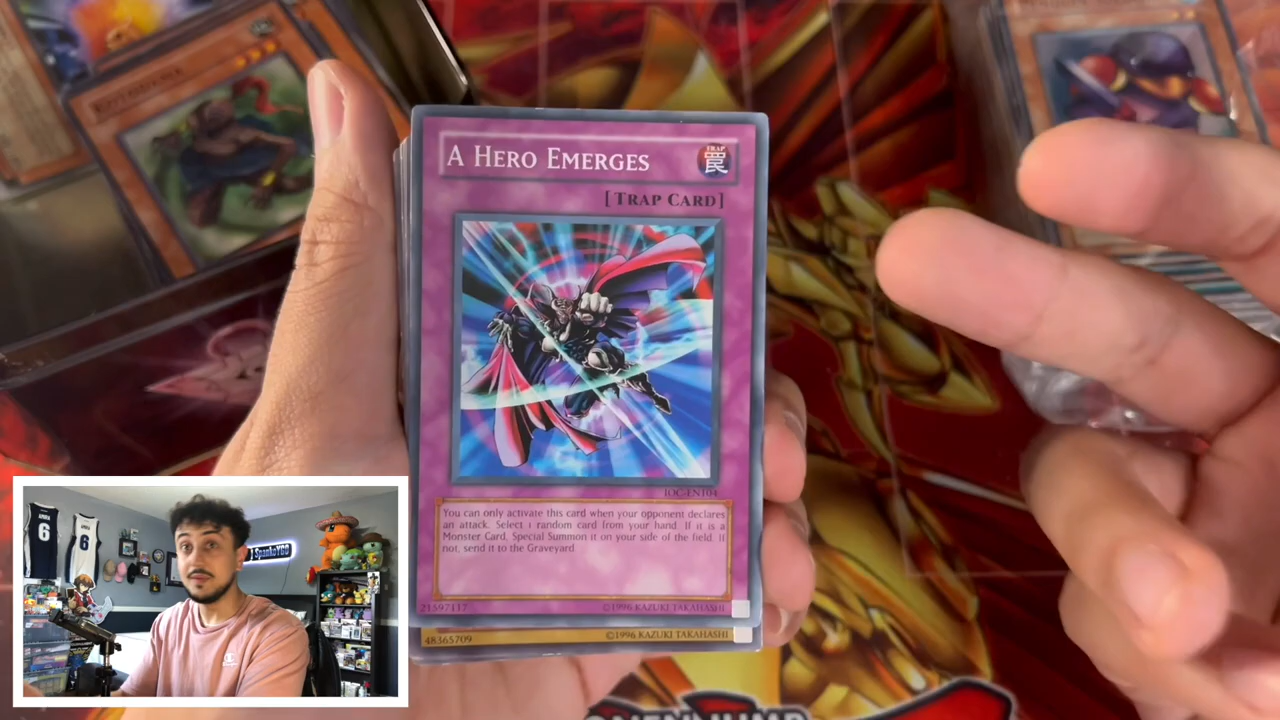 A HERO EMERGES
TRAP
罠
[TRAP CARD]
IOC-EN104
You can only activate this card when your opponent declares
an attack. Select 1 random card from your hand. If it is a
Monster Card, Special Summon it on your side of the field. If
not, send it to the Graveyard.
21597117
©1996 KAZUKI TAKAHASHI
48365709
©1996 KAZUKI TAKAHASHI
6
6
SpankoYGO